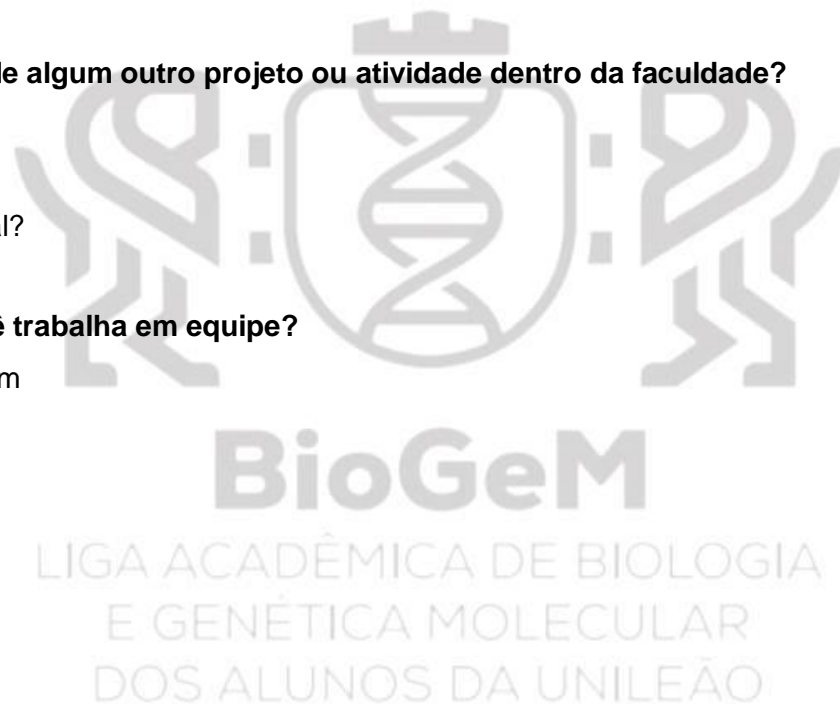 le algum outro projeto ou atividade dentro da faculdade?
al?
ê trabalha em equipe?
m
BioGeM
LIGA ACADÊMICA DE BIOLOGIA
E GENÉTICA MOLECULAR
DOS ALUNOS DA UNILEÃO